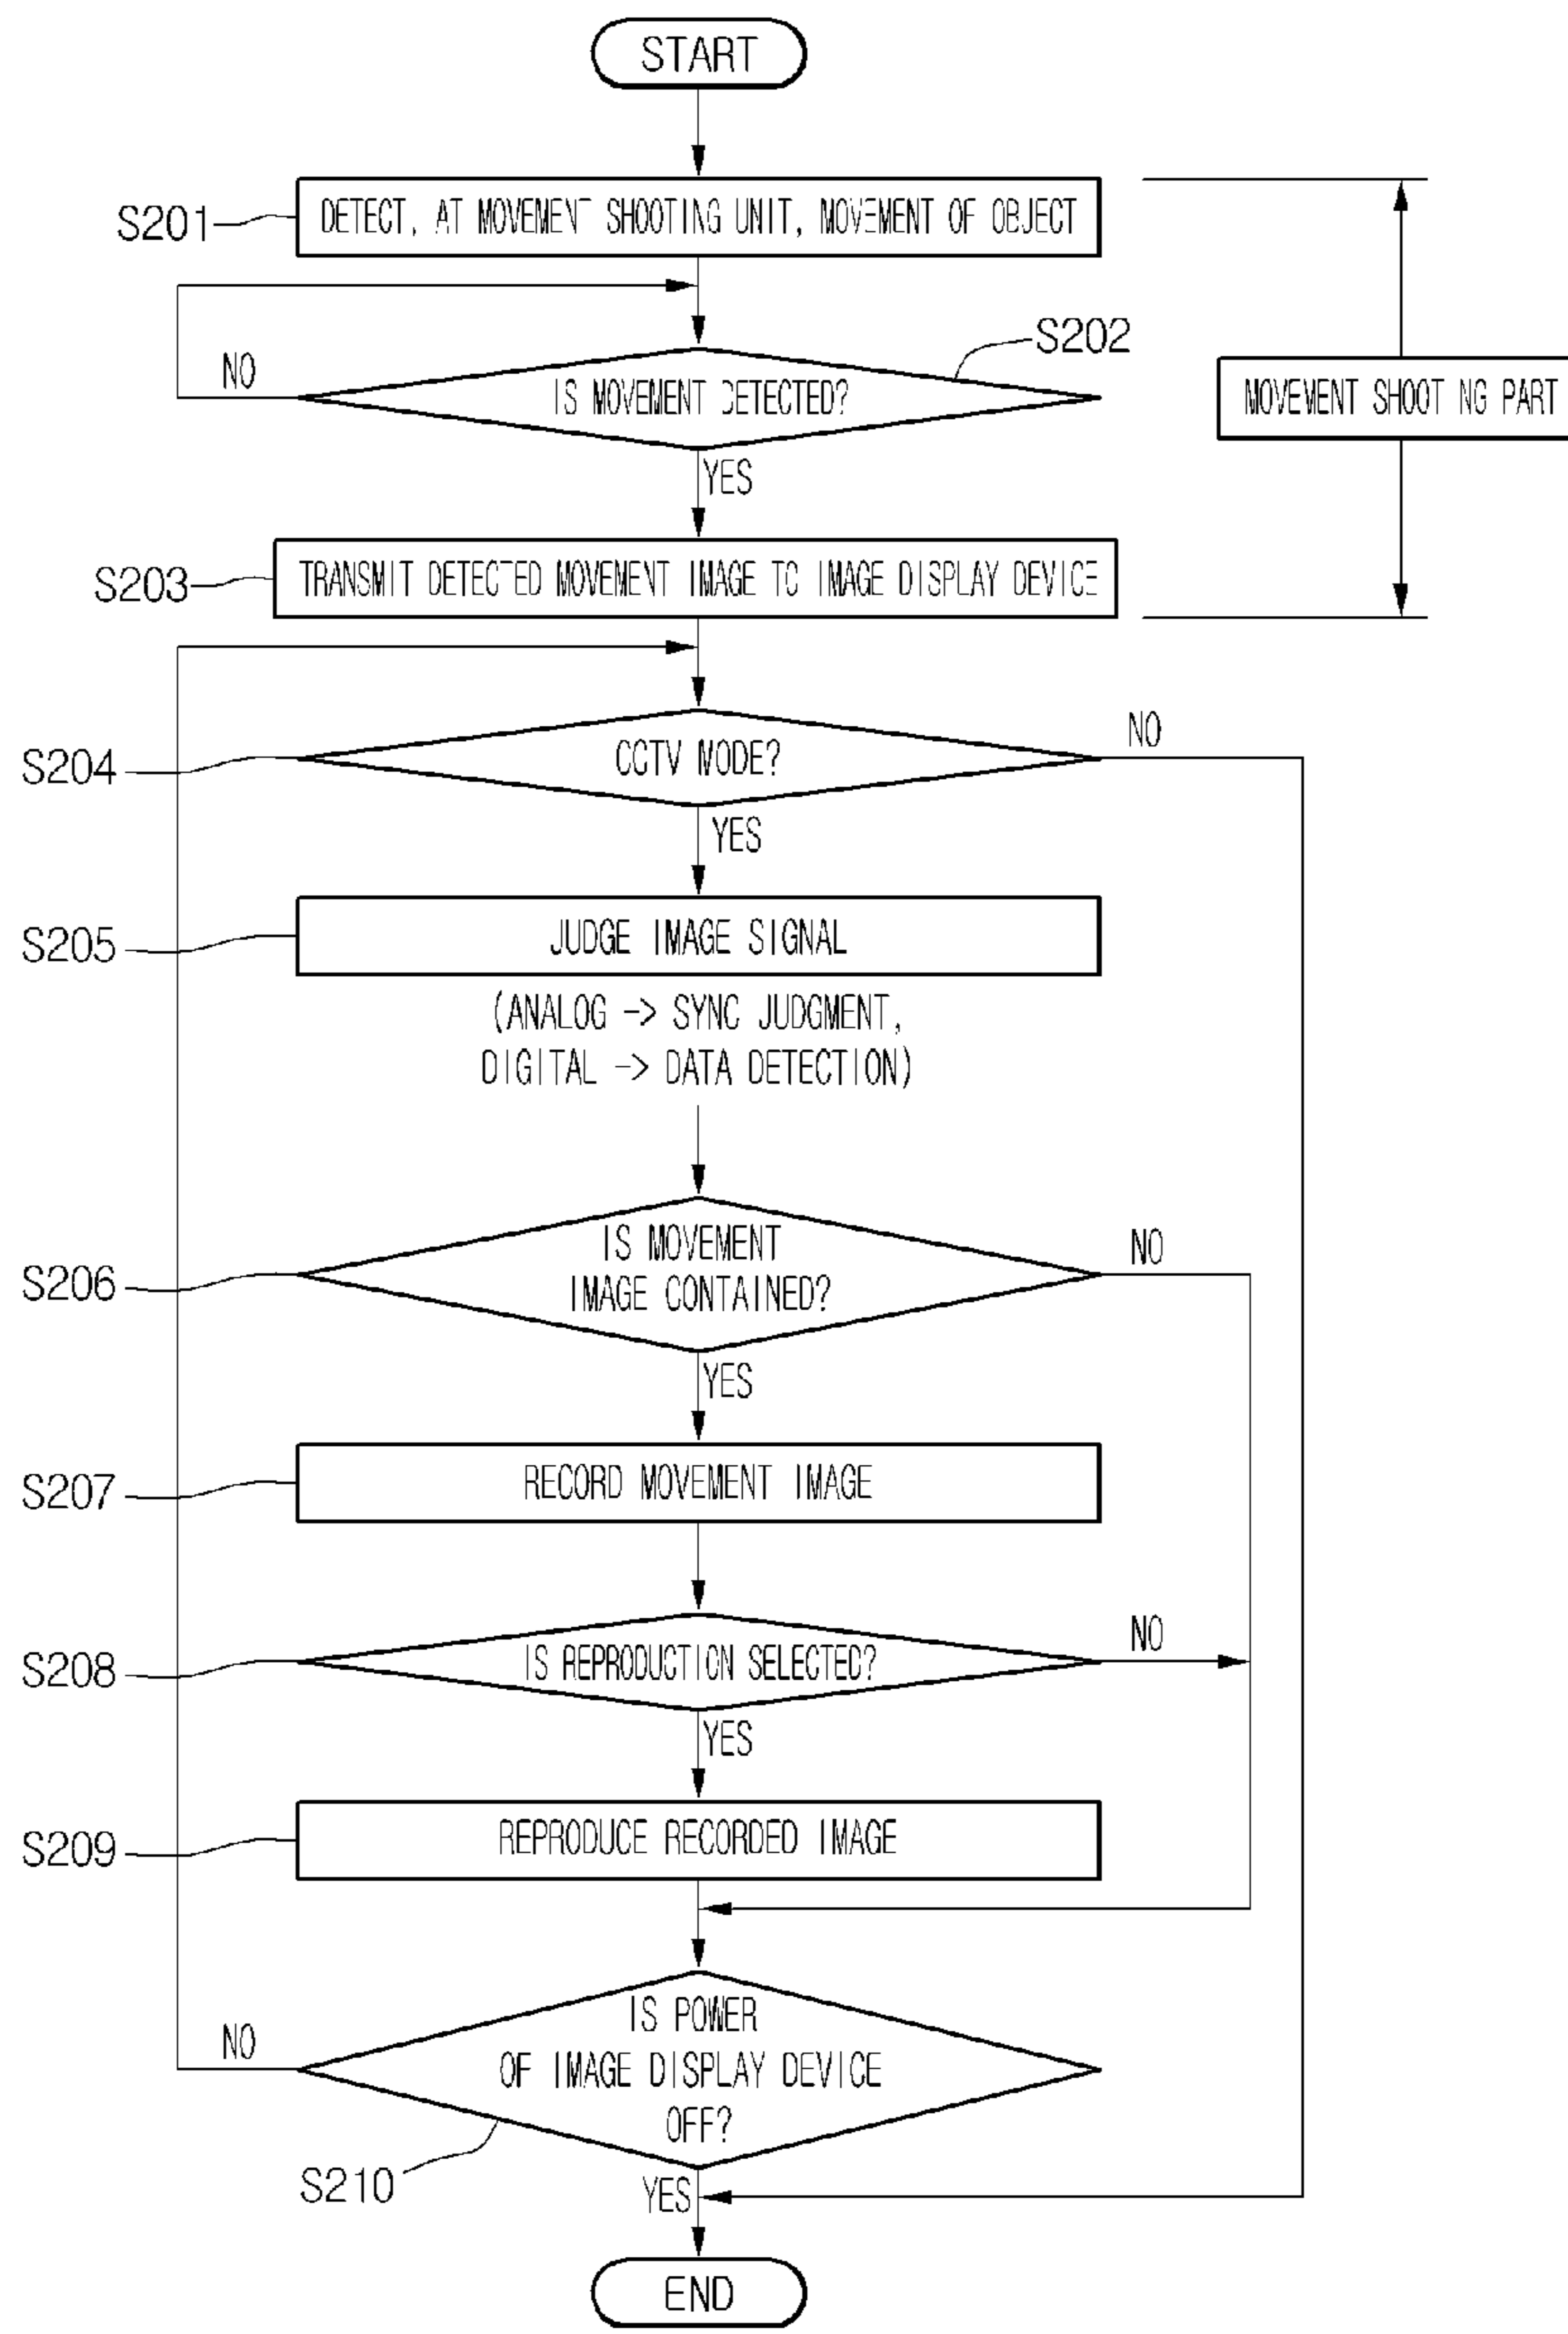 START
S201
DETECT, AT MOVEMENT SHOOTING UNIT, MOVEMENT OF OBJECT
S202
NO
IS MOVEMENT DETECTED?
MOVEMENT SHOOTING PART
YES
S203
TRANSMIT DETECTED MOVEMENT IMAGE TO IMAGE DISPLAY DEVICE
NO
S204
CCTV MODE?
YES
S205
JUDGE IMAGE SIGNAL
(ANALOG -> SYNC JUDGMENT,
DIGITAL -> DATA DETECTION)
IS MOVEMENT
NO
S206
IMAGE CONTAINED?
YES
S207
RECORD MOVEMENT IMAGE
NO
S208
IS REPRODUCTION SELECTED?
YES
S209
REPRODUCE RECORDED IMAGE
IS POWER
NO
OF IMAGE DISPLAY DEVICE
OFF?
S210
YES
END